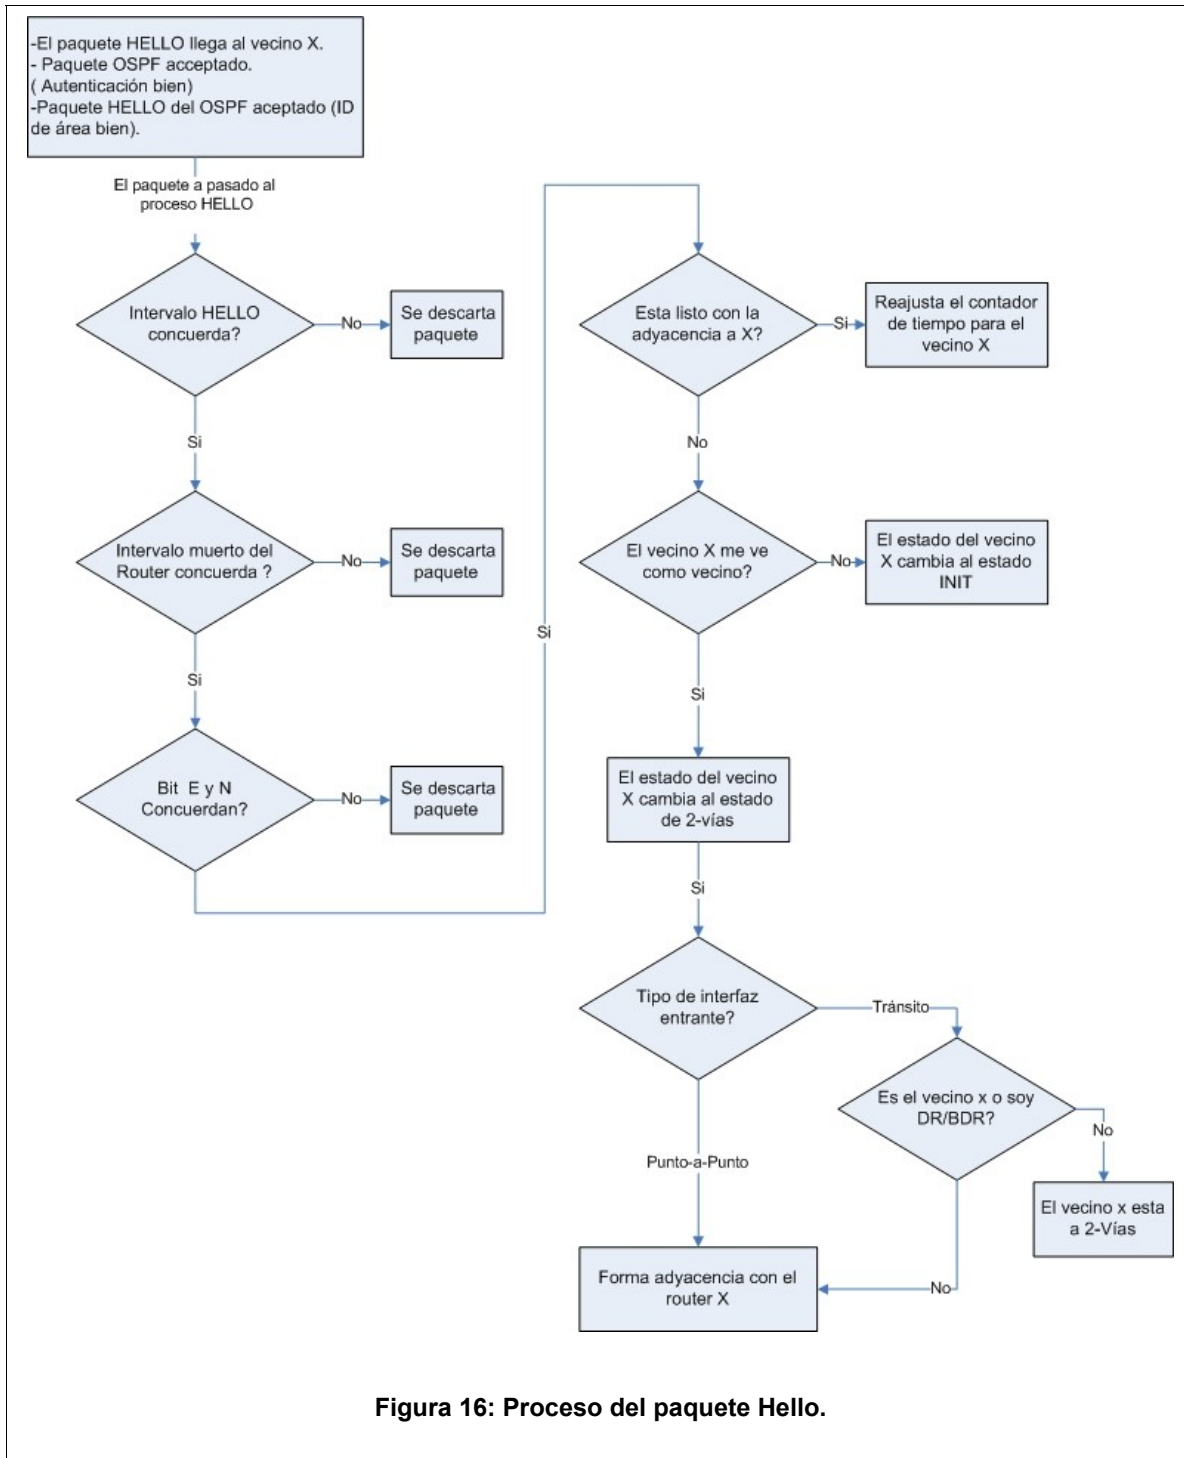 -El paquete HELLO llega al vecino X.
- Paquete OSPF acceptado.
( Autenticación bien)
-Paquete HELLO del OSPF aceptado (ID
de área bien).
El paquete a pasado al
proceso HELLO
Intervalo HELLO
concuerda?
No
Se descarta
paquete
Si
Intervalo muerto del
Router concuerda ?
No
Se descarta
paquete
Si
Bit E y N
Concuerdan?
No
Se descarta
paquete
Si
Esta listo con la
adyacencia a X?
Si
Reajusta el contador
de tiempo para el
vecino X
No
El vecino X me ve
como vecino?
No
El estado del vecino
X cambia al estado
INIT
Si
El estado del vecino
X cambia al estado
de 2-vías
Si
Tipo de interfaz
entrante?
Tránsito
Es el vecino x o soy
DR/BDR?
No
El vecino x esta
a 2-Vías
Punto-a-Punto
No
Forma adyacencia con el
router X
Figura 16: Proceso del paquete Hello.